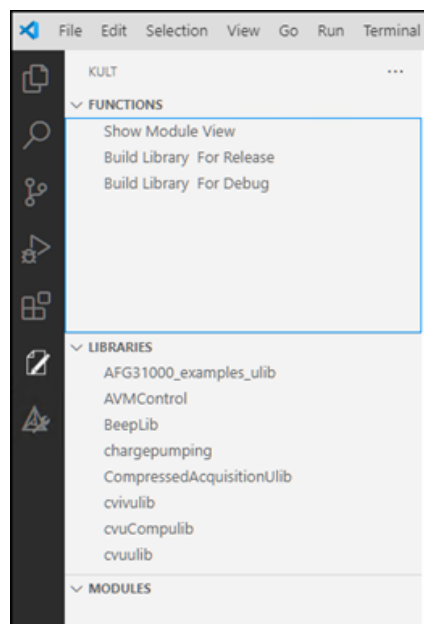 File Edit Selection View Go Run Terminal
KULT ...
FUNCTIONS
Show Module View
Build Library For Release
Build Library For Debug
LIBRARIES
AFG31000_examples_ulib
AVMControl
BeepLib
chargepumping
CompressedAcquisitionUlib
cvivulib
cvuCompulib
cvuulib
MODULES